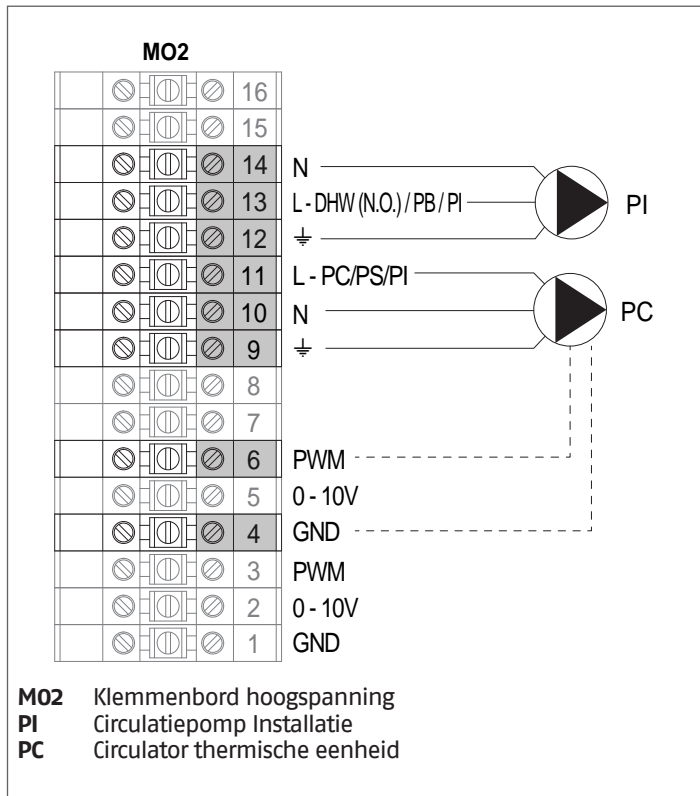 MO2
16
15
14 N
13 L - DHW (N.O.) / PB / PI PI
12 ⏚
11 L - PC/PS/PI
10 N PC
9 ⏚
8
7
6 PWM
5 0 - 10V
4 GND
3 PWM
2 0 - 10V
1 GND
M02 Klemmenbord hoogspanning
PI Circulatiepomp Installatie
PC Circulator thermische eenheid